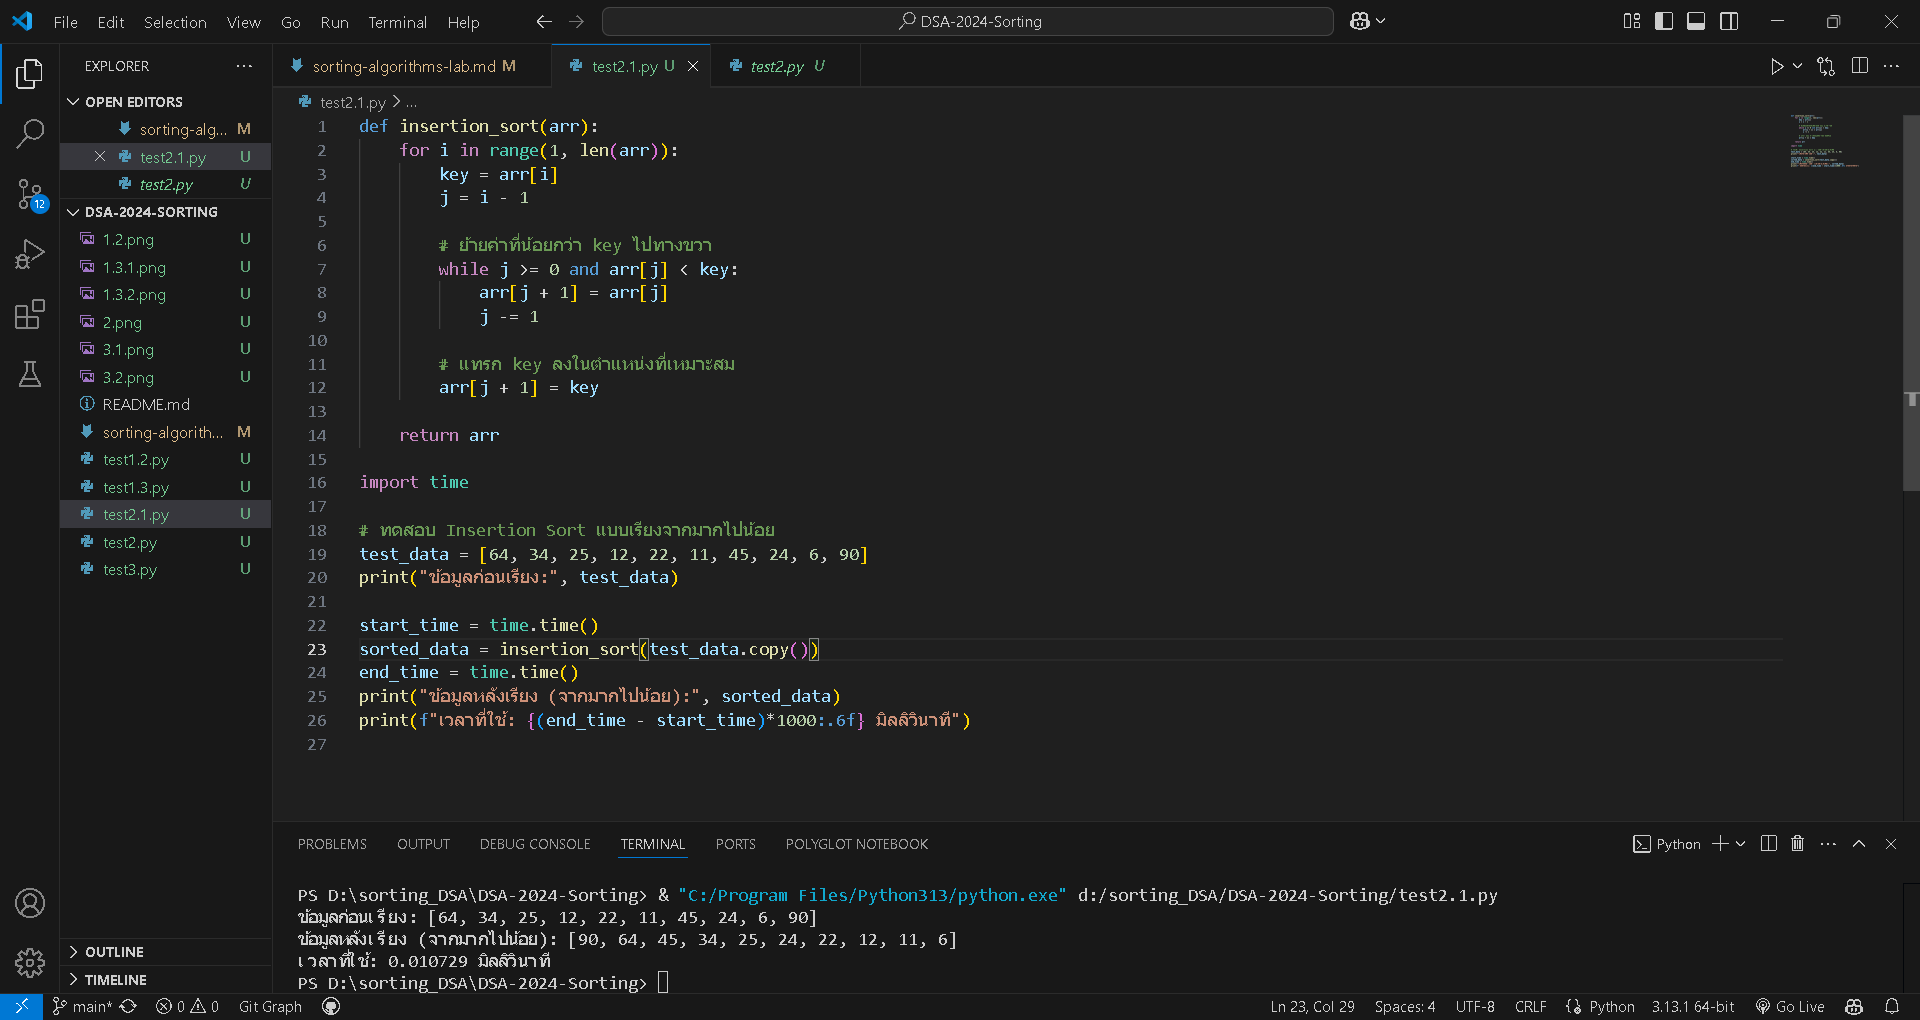 File Edit Selection View Go Run Terminal Help
DSA-2024-Sorting
EXPLORER
OPEN EDITORS
sorting-alg... M
test2.1.py U
test2.py U
12
DSA-2024-SORTING
1.2.png U
1.3.1.png U
1.3.2.png U
2.png U
3.1.png U
3.2.png U
README.md
sorting-algorith... M
test1.2.py U
test1.3.py U
test2.1.py U
test2.py U
test3.py U
OUTLINE
TIMELINE
sorting-algorithms-lab.md M test2.1.py U test2.py U
test2.1.py > ...
1 def insertion_sort(arr):
2 for i in range(1, len(arr)):
3 key = arr[i]
4 j = i - 1
5
6 # ย้ายค่าที่น้อยกว่า key ไปทางขวา
7 while j >= 0 and arr[j] < key:
8 arr[j + 1] = arr[j]
9 j -= 1
10
11 # แทรก key ลงในตำแหน่งที่เหมาะสม
12 arr[j + 1] = key
13
14 return arr
15
16 import time
17
18 # ทดสอบ Insertion Sort แบบเรียงจากมากไปน้อย
19 test_data = [64, 34, 25, 12, 22, 11, 45, 24, 6, 90]
20 print("ข้อมูลก่อนเรียง:", test_data)
21
22 start_time = time.time()
23 sorted_data = insertion_sort(test_data.copy())
24 end_time = time.time()
25 print("ข้อมูลหลังเรียง (จากมากไปน้อย):", sorted_data)
26 print(f"เวลาที่ใช้: {(end_time - start_time)*1000:.6f} มิลลิวินาที")
27
PROBLEMS OUTPUT DEBUG CONSOLE TERMINAL PORTS POLYGLOT NOTEBOOK
Python
PS D:\sorting_DSA\DSA-2024-Sorting> & "C:/Program Files/Python313/python.exe" d:/sorting_DSA/DSA-2024-Sorting/test2.1.py
ข้อมูลก่อนเรียง: [64, 34, 25, 12, 22, 11, 45, 24, 6, 90]
ข้อมูลหลังเรียง (จากมากไปน้อย): [90, 64, 45, 34, 25, 24, 22, 12, 11, 6]
เวลาที่ใช้: 0.010729 มิลลิวินาที
PS D:\sorting_DSA\DSA-2024-Sorting>
main* 0 0 Git Graph Ln 23, Col 29 Spaces: 4 UTF-8 CRLF Python 3.13.1 64-bit Go Live